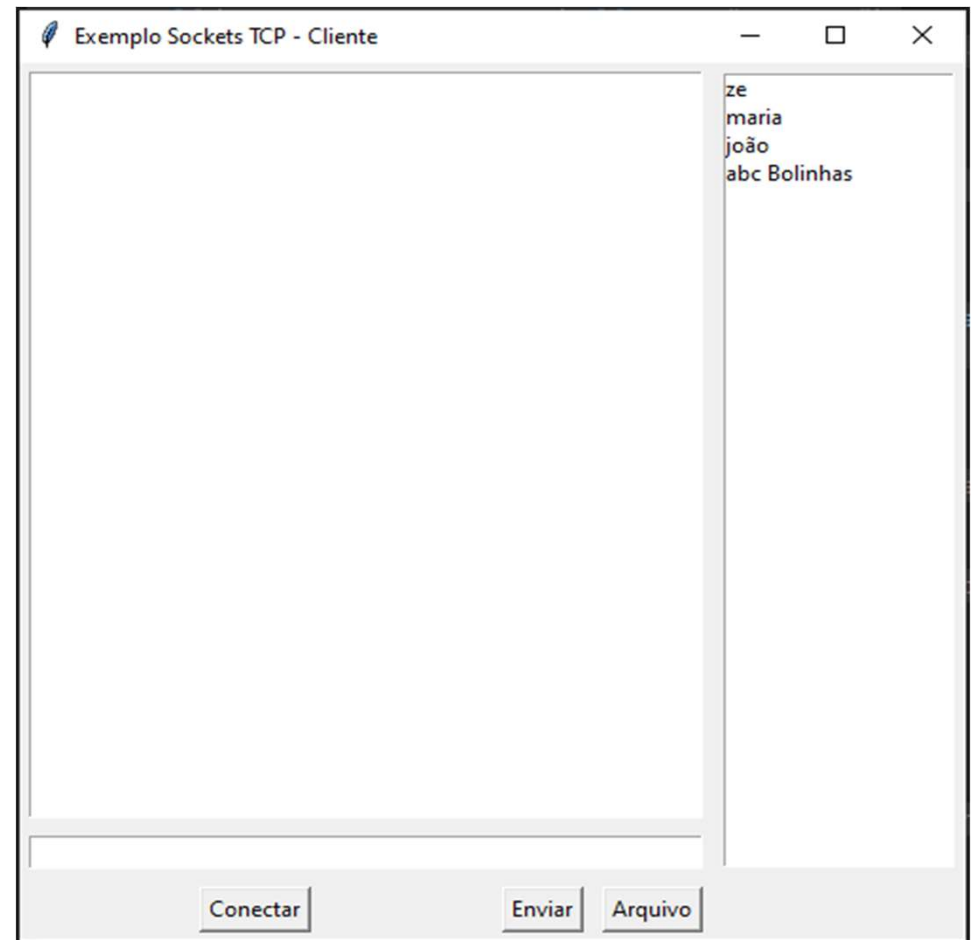 Exemplo Sockets TCP - Cliente
ze
maria
joão
abc Bolinhas
Conectar Enviar Arquivo